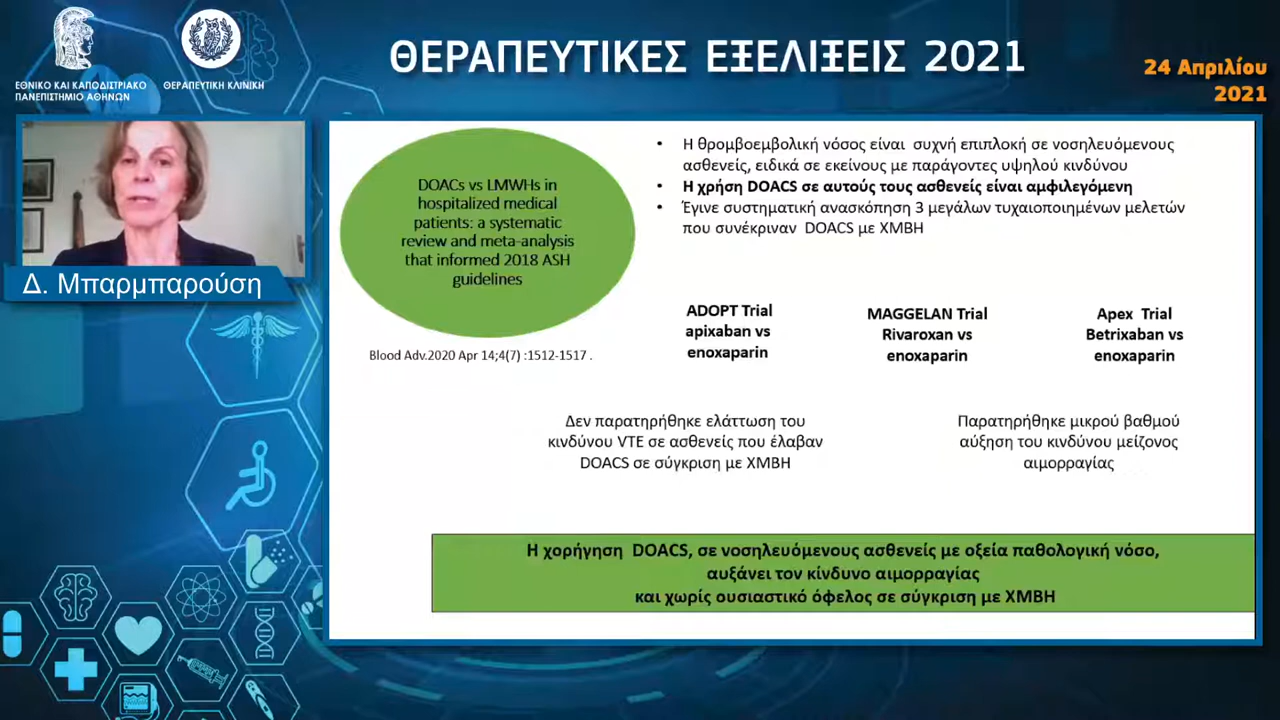 ΘΕΡΑΠΕΥΤΙΚΕΣ ΕΞΕΛΙΞΕΙΣ 2021
24 Απριλίου
2021
ΕΘΝΙΚΟ ΚΑΙ ΚΑΠΟΔΙΣΤΡΙΑΚΟ
ΠΑΝΕΠΙΣΤΗΜΙΟ ΑΘΗΝΩΝ
ΘΕΡΑΠΕΥΤΙΚΗ ΚΛΙΝΙΚΗ
Δ. Μπαρμπαρούση
DOACs vs LMWHs in
hospitalized medical
patients: a systematic
review and meta-analysis
that informed 2018 ASH
guidelines
Blood Adv.2020 Apr 14;4(7) :1512-1517 .
• Η θρομβοεμβολική νόσος είναι συχνή επιπλοκή σε νοσηλευόμενους
ασθενείς, ειδικά σε εκείνους με παράγοντες υψηλού κινδύνου
• Η χρήση DOACS σε αυτούς τους ασθενείς είναι αμφιλεγόμενη
• Έγινε συστηματική ανασκόπηση 3 μεγάλων τυχαιοποιημένων μελετών
που συνέκριναν DOACS με ΧΜΒΗ
ADOPT Trial
apixaban vs
enoxaparin
MAGGELAN Trial
Rivaroxan vs
enoxaparin
Apex Trial
Betrixaban vs
enoxaparin
Δεν παρατηρήθηκε ελάττωση του
κινδύνου VTE σε ασθενείς που έλαβαν
DOACS σε σύγκριση με ΧΜΒΗ
Παρατηρήθηκε μικρού βαθμού
αύξηση του κινδύνου μείζονος
αιμορραγίας
Η χορήγηση DOACS, σε νοσηλευόμενους ασθενείς με οξεία παθολογική νόσο,
αυξάνει τον κίνδυνο αιμορραγίας
και χωρίς ουσιαστικό όφελος σε σύγκριση με ΧΜΒΗ